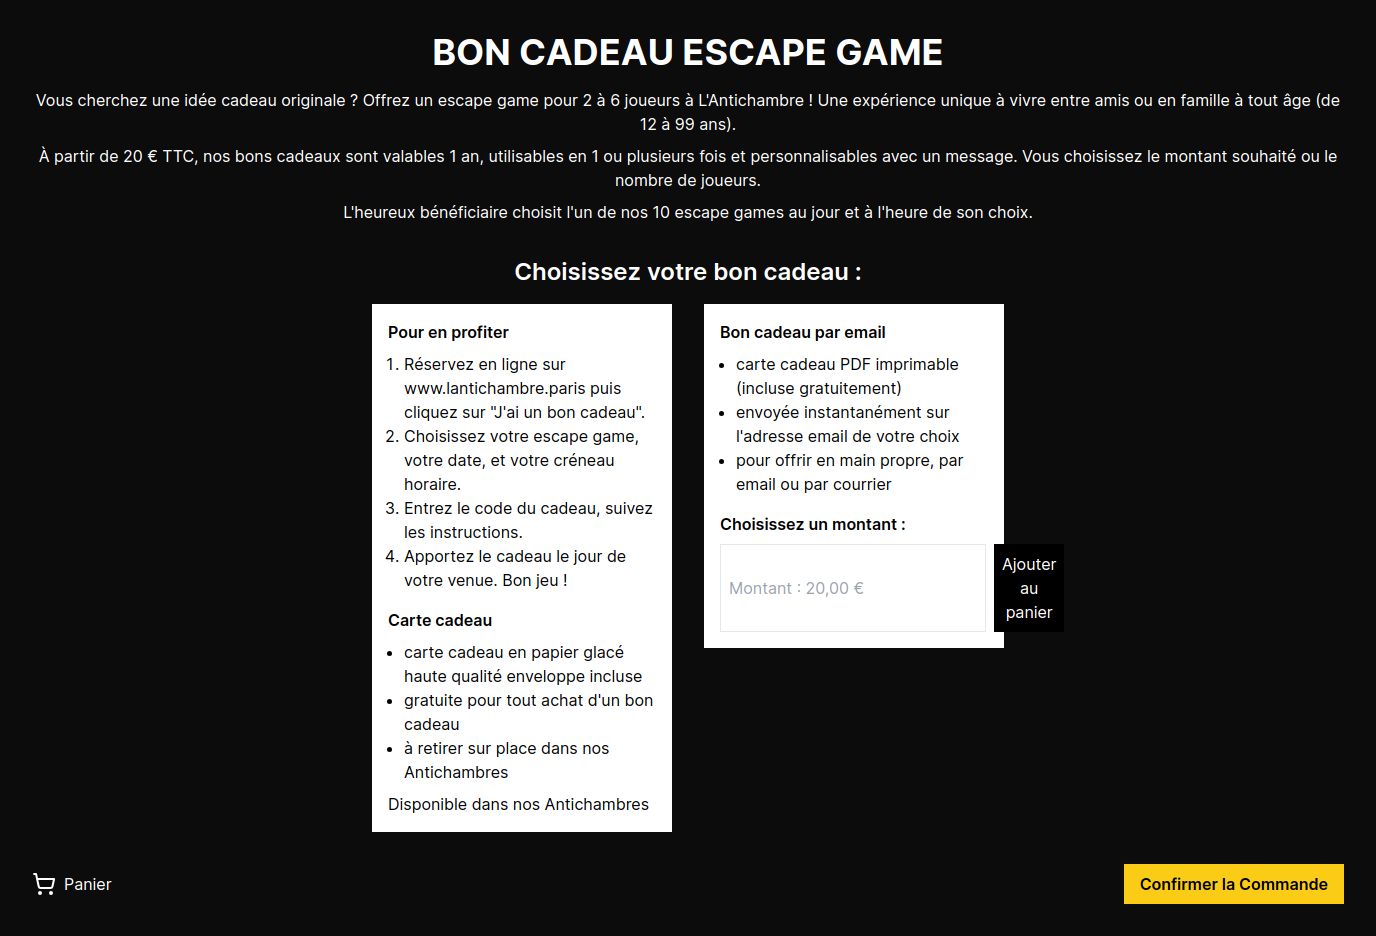 BON CADEAU ESCAPE GAME
Vous cherchez une idée cadeau originale ? Offrez un escape game pour 2 à 6 joueurs à L'Antichambre ! Une expérience unique à vivre entre amis ou en famille à tout âge (de
12 à 99 ans).
À partir de 20 € TTC, nos bons cadeaux sont valables 1 an, utilisables en 1 ou plusieurs fois et personnalisables avec un message. Vous choisissez le montant souhaité ou le
nombre de joueurs.
L'heureux bénéficiaire choisit l'un de nos 10 escape games au jour et à l'heure de son choix.
Choisissez votre bon cadeau :
Pour en profiter
1. Réservez en ligne sur
www.lantichambre.paris puis
cliquez sur "J'ai un bon cadeau".
2. Choisissez votre escape game,
votre date, et votre créneau
horaire.
3. Entrez le code du cadeau, suivez
les instructions.
4. Apportez le cadeau le jour de
votre venue. Bon jeu !
Carte cadeau
• carte cadeau en papier glacé
haute qualité enveloppe incluse
• gratuite pour tout achat d'un bon
cadeau
• à retirer sur place dans nos
Antichambres
Disponible dans nos Antichambres
Bon cadeau par email
• carte cadeau PDF imprimable
(incluse gratuitement)
• envoyée instantanément sur
l'adresse email de votre choix
• pour offrir en main propre, par
email ou par courrier
Choisissez un montant :
Montant : 20,00 €
Ajouter
au
panier
Panier
Confirmer la Commande